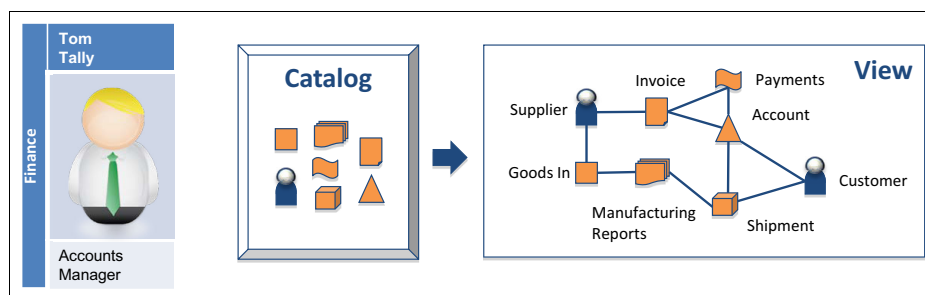 Finance
Tom
Tally
Accounts
Manager
Catalog
View
Supplier
Invoice
Payments
Account
Goods In
Customer
Manufacturing
Reports
Shipment